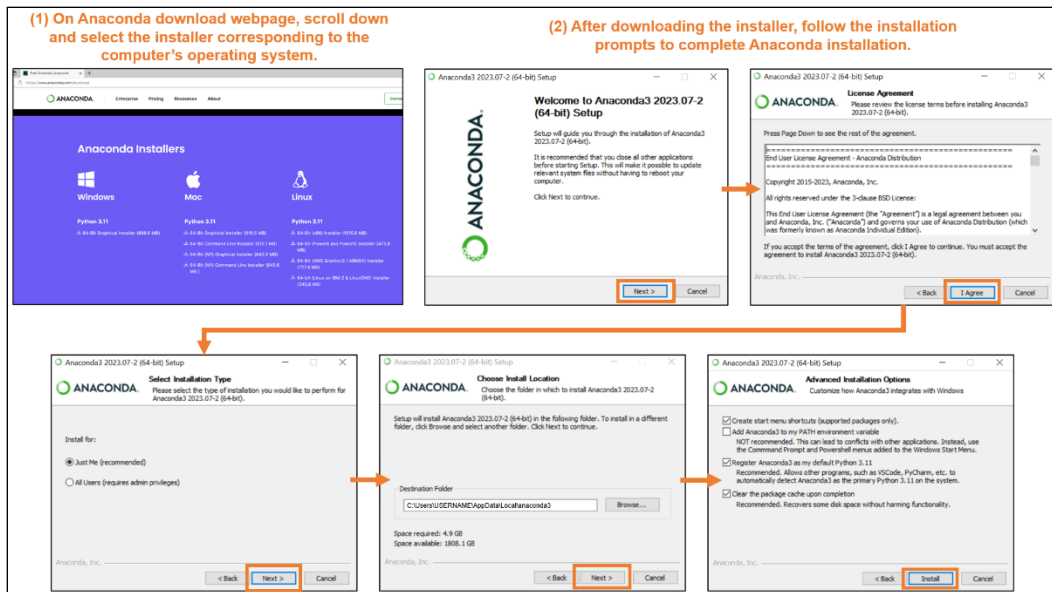 (1) On Anaconda download webpage, scroll down
and select the installer corresponding to the
computer's operating system.
(2) After downloading the installer, follow the installation
prompts to complete Anaconda installation.
ANACONDA.
Enterprise Pricing Resources About
Anaconda Installers
Windows
Python 3.11
Mac
Python 3.11
Linux
Python 3.11
Anaconda3 2023.07-2 (64-bit) Setup
ANACONDA.
Welcome to Anaconda3 2023.07-2
(64-bit) Setup
Setup will guide you through the installation of Anaconda3
2023.07-2 (64-bit).
It is recommended that you close all other applications
before starting Setup. This will make it possible to update
relevant system files without having to reboot your
computer.
Click Next to continue.
Next > Cancel
Anaconda3 2023.07-2 (64-bit) Setup
ANACONDA.
License Agreement
Please review the license terms before installing Anaconda3
2023.07-2 (64-bit).
Press Page Down to see the rest of the agreement.
End User License Agreement - Anaconda Distribution
Copyright 2015-2023, Anaconda, Inc.
All rights reserved under the 3-clause BSD License:
This End User License Agreement (the "Agreement") is a legal agreement between you
and Anaconda, Inc. ("Anaconda") and governs your use of Anaconda Distribution (which
was formerly known as Anaconda Individual Edition).
If you accept the terms of the agreement, click I Agree to continue. You must accept the
agreement to install Anaconda3 2023.07-2 (64-bit).
Anaconda, Inc.
< Back I Agree Cancel
Anaconda3 2023.07-2 (64-bit) Setup
ANACONDA.
Select Installation Type
Please select the type of installation you would like to perform for
Anaconda3 2023.07-2 (64-bit).
Install for:
Just Me (recommended)
All Users (requires admin privileges)
Anaconda, Inc.
< Back Next > Cancel
Anaconda3 2023.07-2 (64-bit) Setup
ANACONDA.
Choose Install Location
Choose the folder in which to install Anaconda3 2023.07-2
(64-bit).
Setup will install Anaconda3 2023.07-2 (64-bit) in the following folder. To install in a different
folder, click Browse and select another folder. Click Next to continue.
Destination Folder
C:\Users\USERNAME\AppData\Local\anaconda3
Browse...
Space required: 4.9 GB
Space available: 1808.1 GB
Anaconda, Inc.
< Back Next > Cancel
Anaconda3 2023.07-2 (64-bit) Setup
ANACONDA.
Advanced Installation Options
Customize how Anaconda3 integrates with Windows
Create start menu shortcuts (supported packages only).
Add Anaconda3 to my PATH environment variable
NOT recommended. This can lead to conflicts with other applications. Instead, use
the Command Prompt and Powershell menus added to the Windows Start Menu.
Register Anaconda3 as my default Python 3.11
Recommended. Allows other programs, such as VSCode, PyCharm, etc. to
automatically detect Anaconda3 as the primary Python 3.11 on the system.
Clear the package cache upon completion
Recommended. Recovers some disk space without harming functionality.
Anaconda, Inc.
< Back Install Cancel